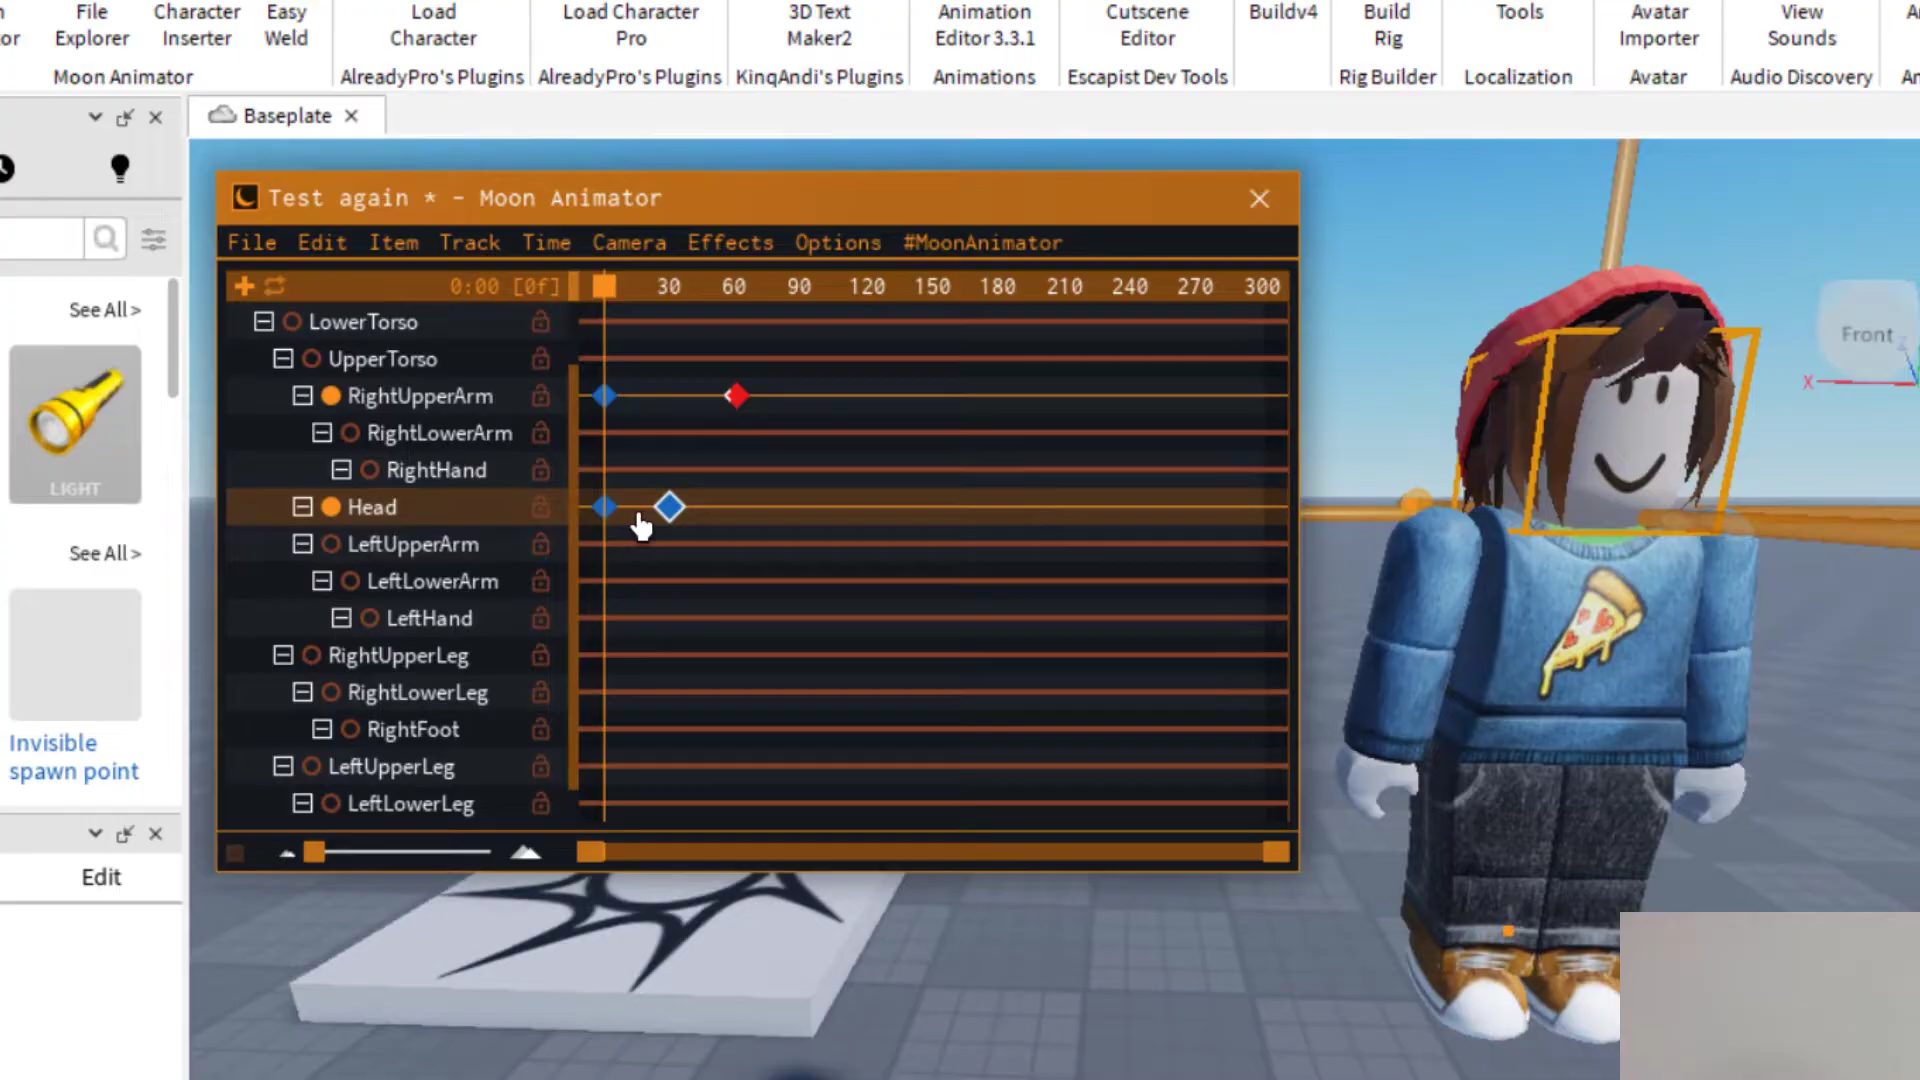 File Explorer
Character Inserter
Easy Weld
Moon Animator
Load Character
AlreadyPro's Plugins
Load Character Pro
AlreadyPro's Plugins
3D Text Maker2
KinqAndi's Plugins
Animation Editor 3.3.1
Animations
Cutscene Editor
Escapist Dev Tools
Buildv4
Build Rig
Rig Builder
Tools
Localization
Avatar Importer
Avatar
View Sounds
Audio Discovery
Baseplate
See All >
LIGHT
See All >
Invisible
spawn point
Edit
Test again * - Moon Animator
File Edit Item Track Time Camera Effects Options #MoonAnimator
0:00 [0f] 30 60 90 120 150 180 210 240 270 300
LowerTorso
UpperTorso
RightUpperArm
RightLowerArm
RightHand
Head
LeftUpperArm
LeftLowerArm
LeftHand
RightUpperLeg
RightLowerLeg
RightFoot
LeftUpperLeg
LeftLowerLeg
Front
X
Z